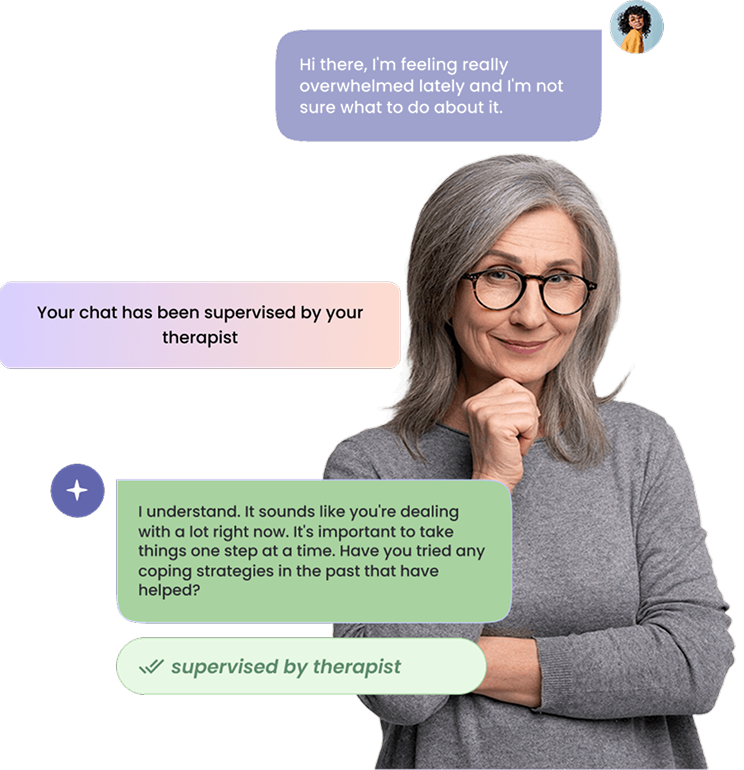 Hi there, I'm feeling really
overwhelmed lately and I'm not
sure what to do about it.
Your chat has been supervised by your
therapist
I understand. It sounds like you're dealing
with a lot right now. It's important to take
things one step at a time. Have you tried any
coping strategies in the past that have
helped?
supervised by therapist